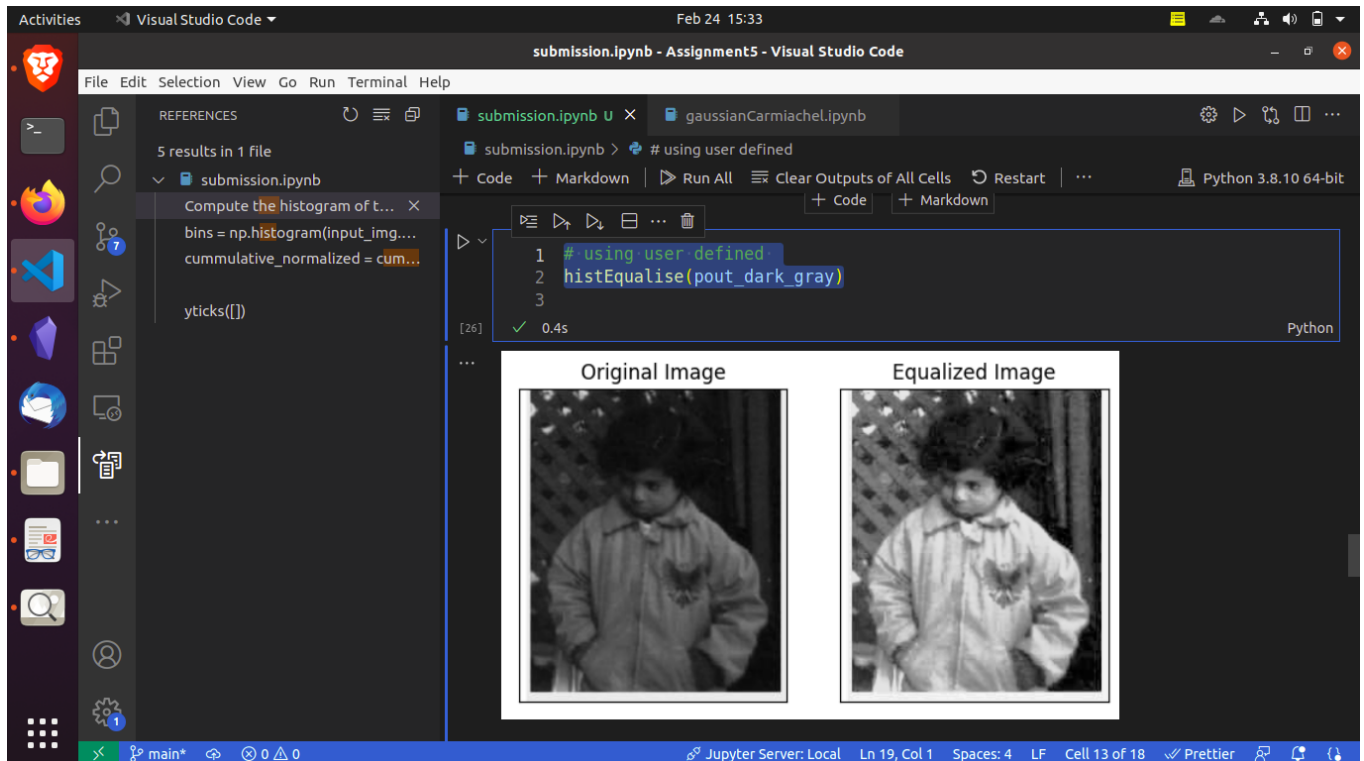 Activities Visual Studio Code Feb 24 15:33
submission.ipynb - Assignment5 - Visual Studio Code
File Edit Selection View Go Run Terminal Help
REFERENCES
5 results in 1 file
submission.ipynb
Compute the histogram of t...
bins = np.histogram(input_img....
cummulative_normalized = cum...
yticks([])
7
1
submission.ipynb U
gaussianCarmiachel.ipynb
submission.ipynb > # using user defined
+ Code + Markdown Run All Clear Outputs of All Cells Restart ... Python 3.8.10 64-bit
+ Code + Markdown
1 # using user defined
2 histEqualise(pout_dark_gray)
3
[26] ✓ 0.4s Python
Original Image Equalized Image
main* 0 0 Jupyter Server: Local Ln 19, Col 1 Spaces: 4 LF Cell 13 of 18 Prettier